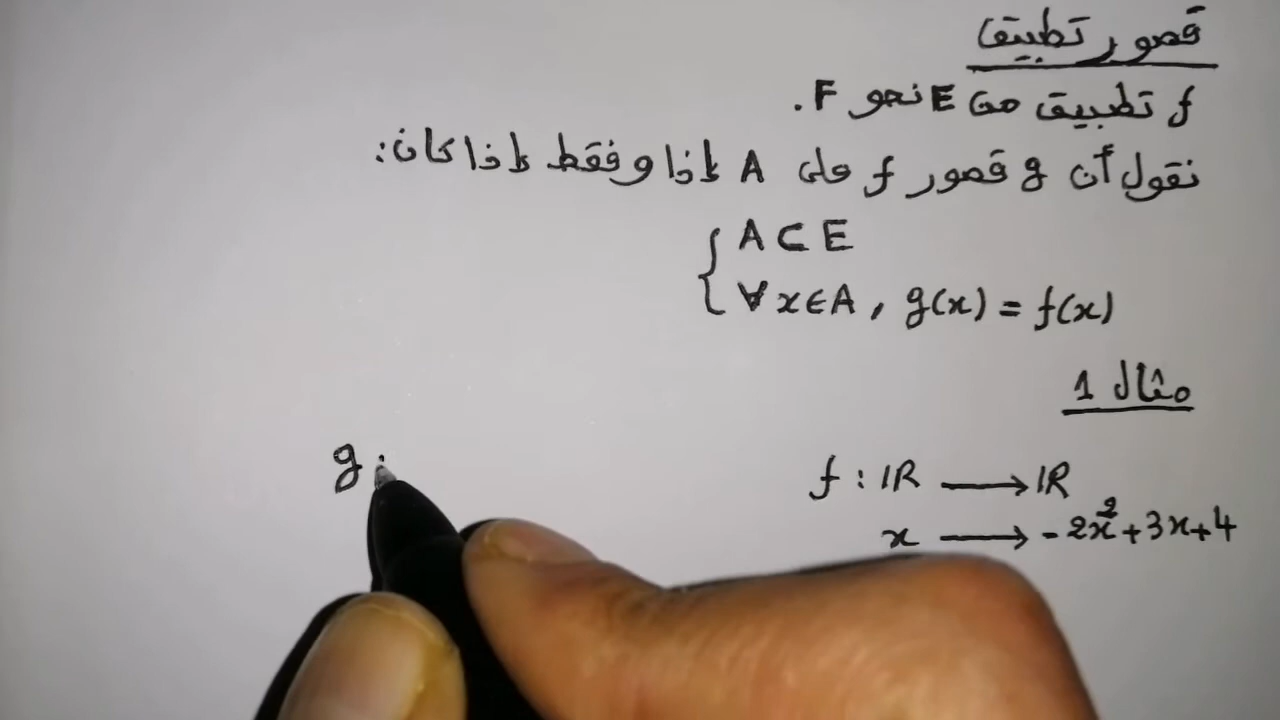 قصور تطبيق
f تطبيق من E نحو F.
نقول أن g قصور f على A إذا وفقط إذا كان:
{ A ⊂ E
∀x∈A , g(x) = f(x)
مثال 1
f : IR ⟶ IR
x ⟶ -2x²+3x+4
g :